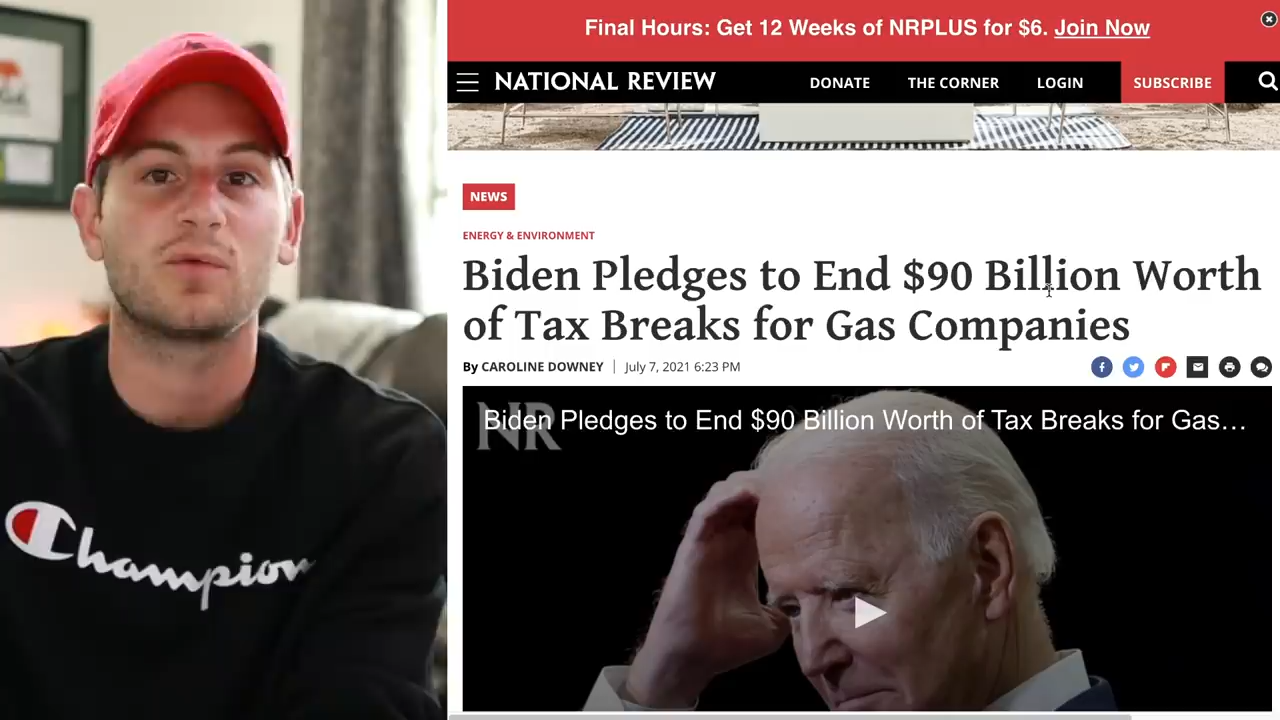 Champion
Final Hours: Get 12 Weeks of NRPLUS for $6. Join Now
NATIONAL REVIEW
DONATE
THE CORNER
LOGIN
SUBSCRIBE
NEWS
ENERGY & ENVIRONMENT
Biden Pledges to End $90 Billion Worth
of Tax Breaks for Gas Companies
By CAROLINE DOWNEY | July 7, 2021 6:23 PM
NR
Biden Pledges to End $90 Billion Worth of Tax Breaks for Gas…